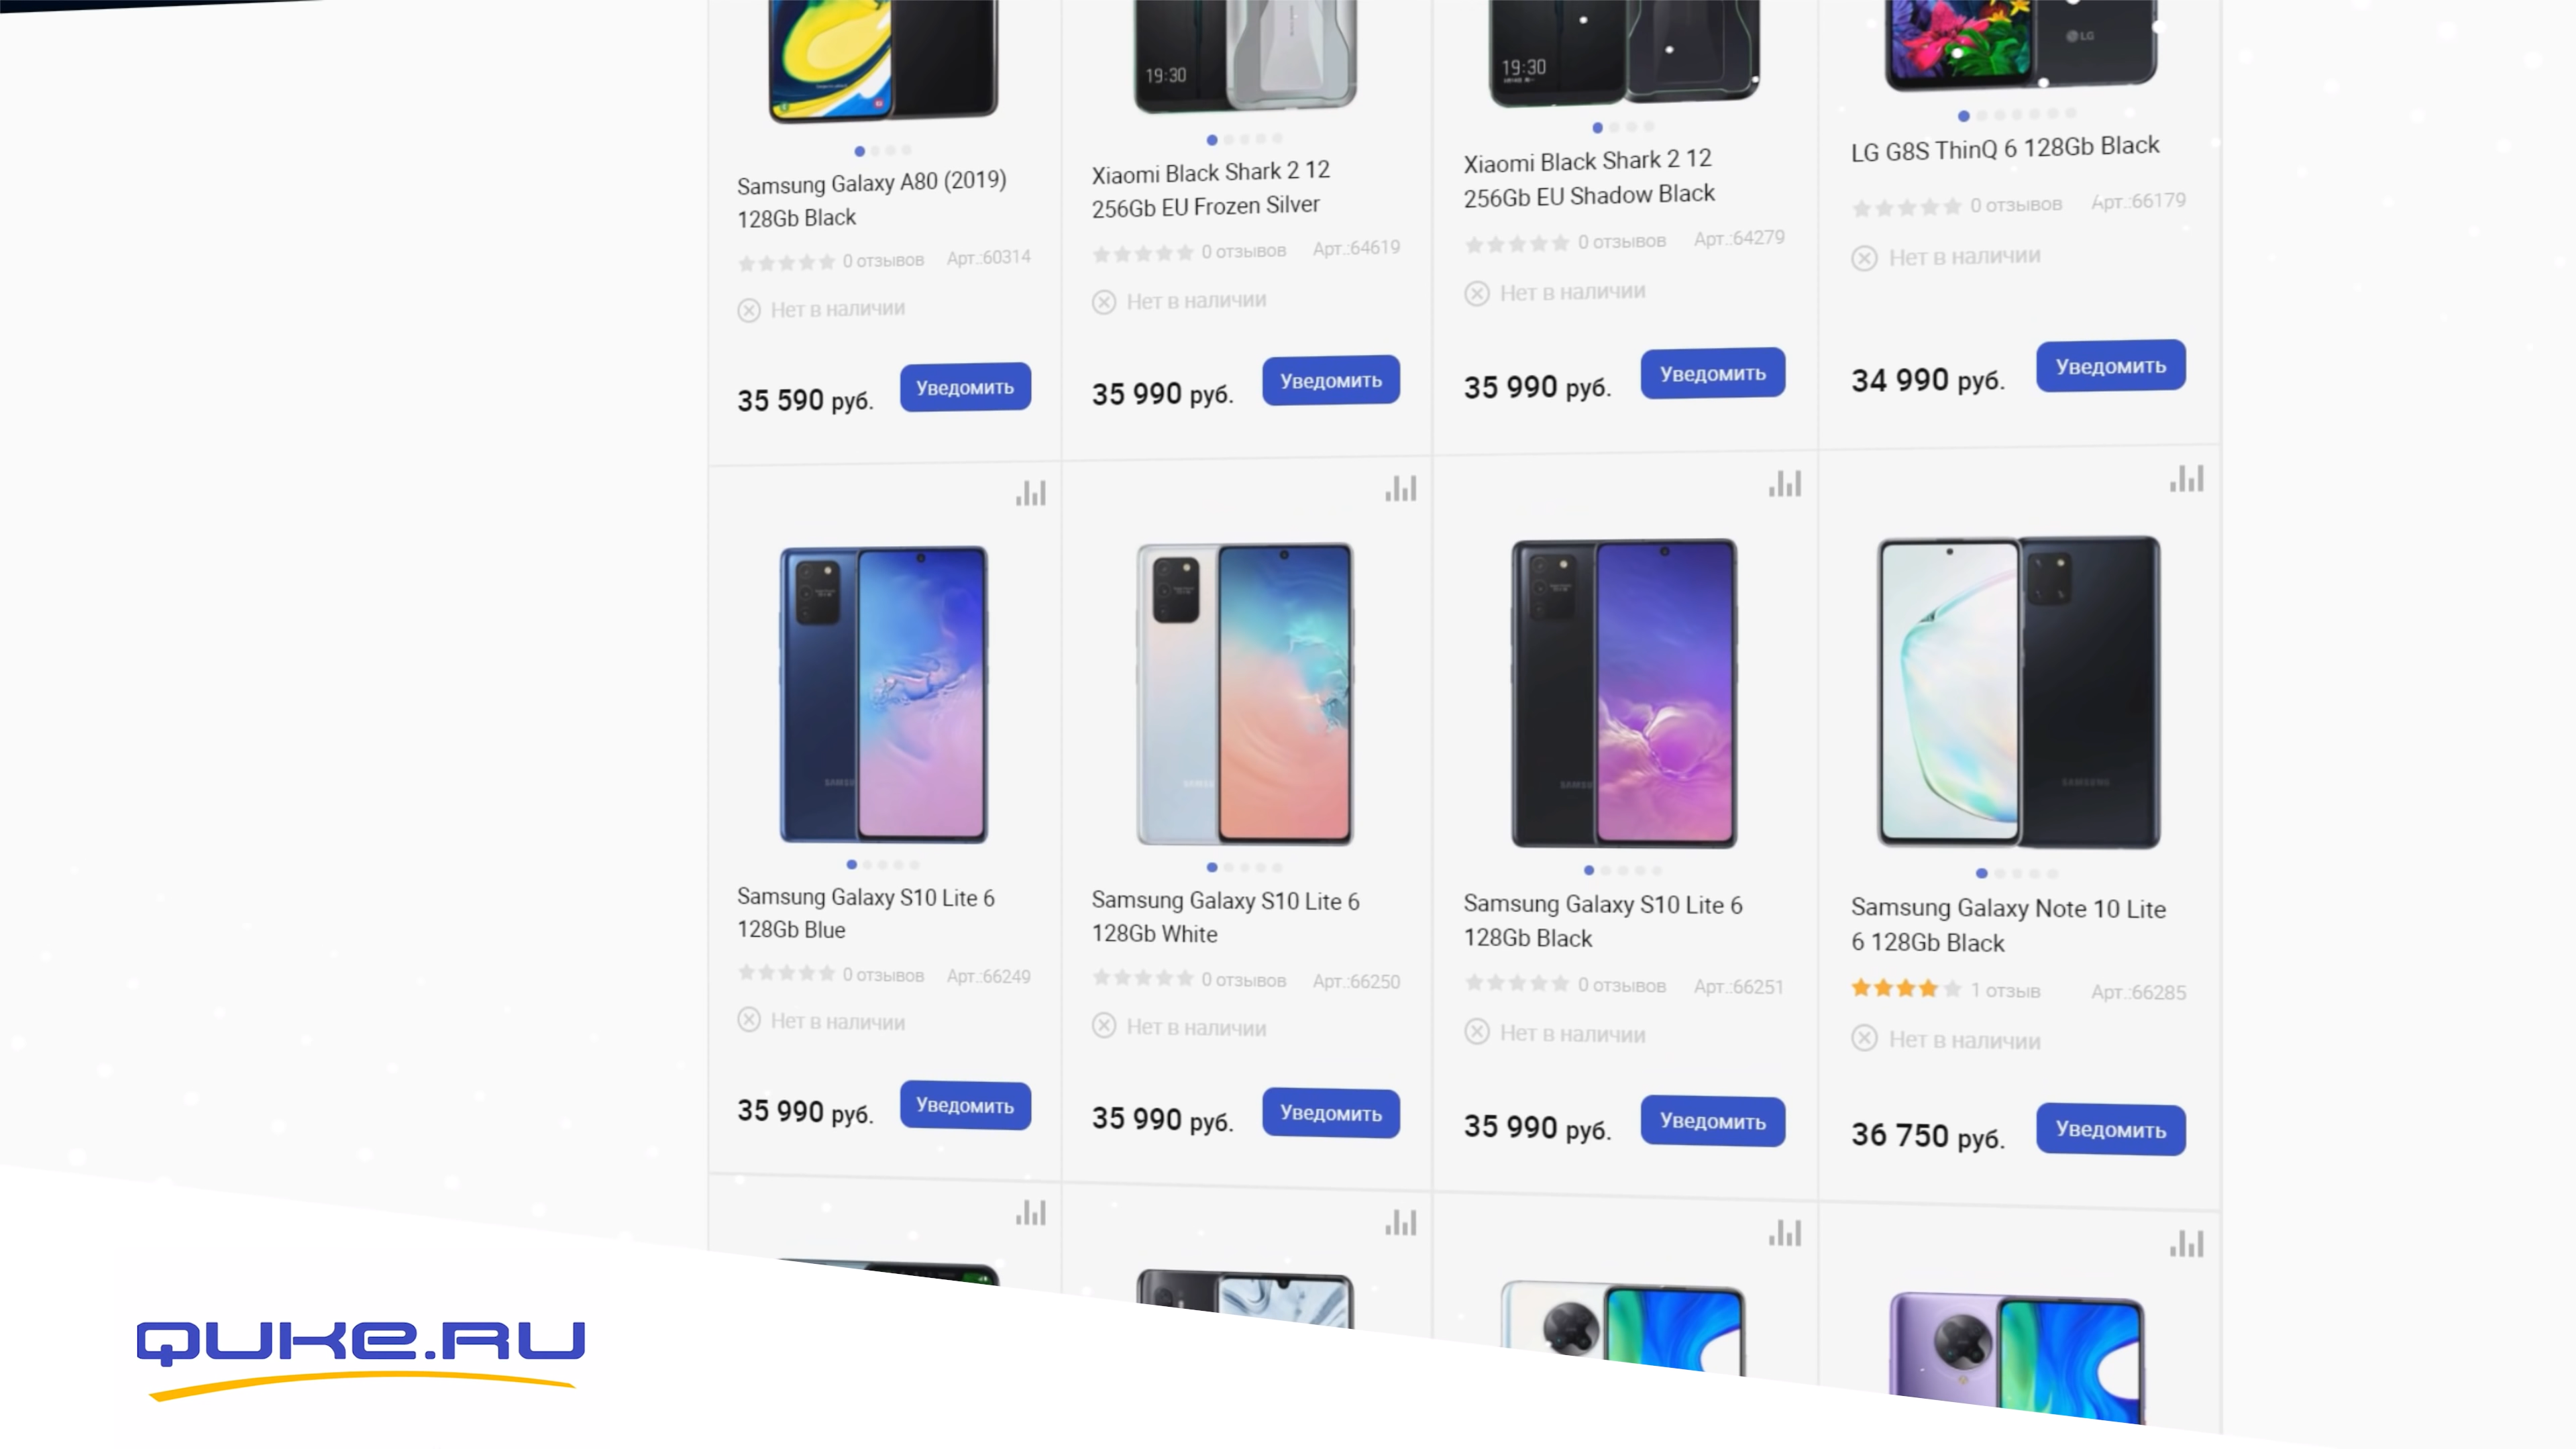 19:30
19:30
LG
Samsung Galaxy A80 (2019)
128Gb Black
0 отзывов Арт.:60314
Нет в наличии
35 590 руб. Уведомить
Xiaomi Black Shark 2 12
256Gb EU Frozen Silver
0 отзывов Арт.:64619
Нет в наличии
35 990 руб. Уведомить
Xiaomi Black Shark 2 12
256Gb EU Shadow Black
0 отзывов Арт.:64279
Нет в наличии
35 990 руб. Уведомить
LG G8S ThinQ 6 128Gb Black
0 отзывов Арт.:66179
Нет в наличии
34 990 руб. Уведомить
SAMSUNG
Samsung Galaxy S10 Lite 6
128Gb Blue
0 отзывов Арт.:66249
Нет в наличии
35 990 руб. Уведомить
Samsung Galaxy S10 Lite 6
128Gb White
0 отзывов Арт.:66250
Нет в наличии
35 990 руб. Уведомить
Samsung Galaxy S10 Lite 6
128Gb Black
0 отзывов Арт.:66251
Нет в наличии
35 990 руб. Уведомить
Samsung Galaxy Note 10 Lite
6 128Gb Black
1 отзыв Арт.:66285
Нет в наличии
36 750 руб. Уведомить
QUKE.RU